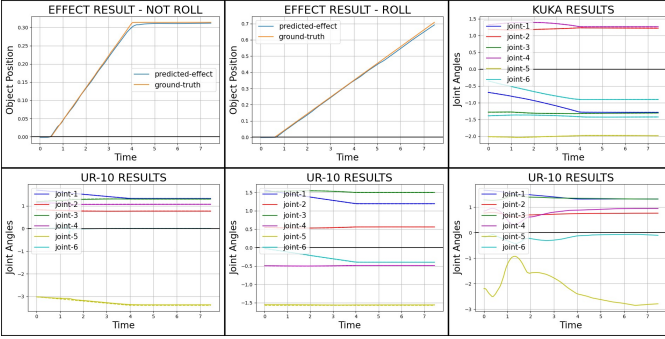 EFFECT RESULT - NOT ROLL
Object Position
0.30
0.25
0.20
0.15
0.10
0.05
0.00
predicted-effect
ground-truth
0 1 2 3 4 5 6 7
Time
EFFECT RESULT - ROLL
Object Position
0.7
0.6
0.5
0.4
0.3
0.2
0.1
0.0
predicted-effect
ground-truth
0 1 2 3 4 5 6 7
Time
KUKA RESULTS
Joint Angles
1.5
1.0
0.5
0.0
-0.5
-1.0
-1.5
-2.0
joint-1
joint-2
joint-3
joint-4
joint-5
joint-6
0 1 2 3 4 5 6 7
Time
UR-10 RESULTS
Joint Angles
1
0
-1
-2
-3
joint-1
joint-2
joint-3
joint-4
joint-5
joint-6
0 1 2 3 4 5 6 7
Time
UR-10 RESULTS
Joint Angles
1.5
1.0
0.5
0.0
-0.5
-1.0
-1.5
joint-1
joint-2
joint-3
joint-4
joint-5
joint-6
0 1 2 3 4 5 6 7
Time
UR-10 RESULTS
Joint Angles
1
0
-1
-2
-3
joint-1
joint-2
joint-3
joint-4
joint-5
joint-6
0 1 2 3 4 5 6 7
Time